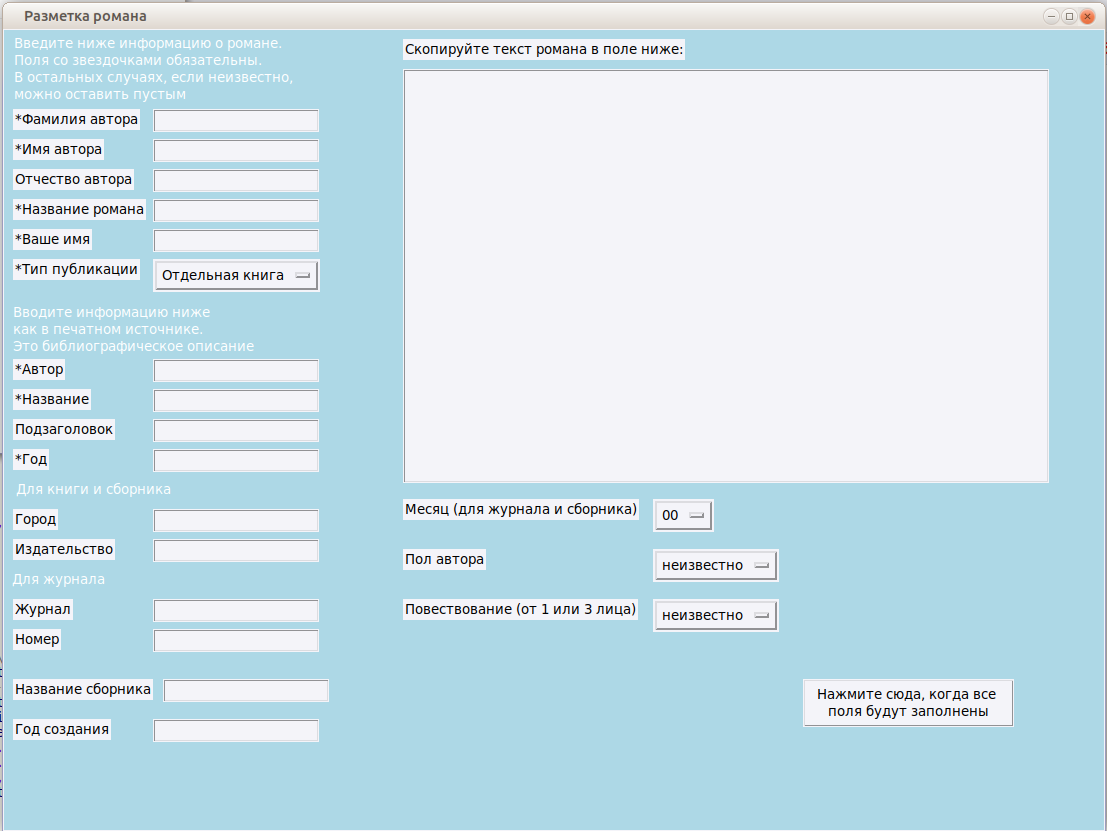 Разметка романа
Введите ниже информацию о романе.
Поля со звездочками обязательны.
В остальных случаях, если неизвестно,
можно оставить пустым
*Фамилия автора
*Имя автора
Отчество автора
*Название романа
*Ваше имя
*Тип публикации
Отдельная книга
Вводите информацию ниже
как в печатном источнике.
Это библиографическое описание
*Автор
*Название
Подзаголовок
*Год
Для книги и сборника
Город
Издательство
Для журнала
Журнал
Номер
Название сборника
Год создания
Скопируйте текст романа в поле ниже:
Месяц (для журнала и сборника)
00
Пол автора
неизвестно
Повествование (от 1 или 3 лица)
неизвестно
Нажмите сюда, когда все
поля будут заполнены